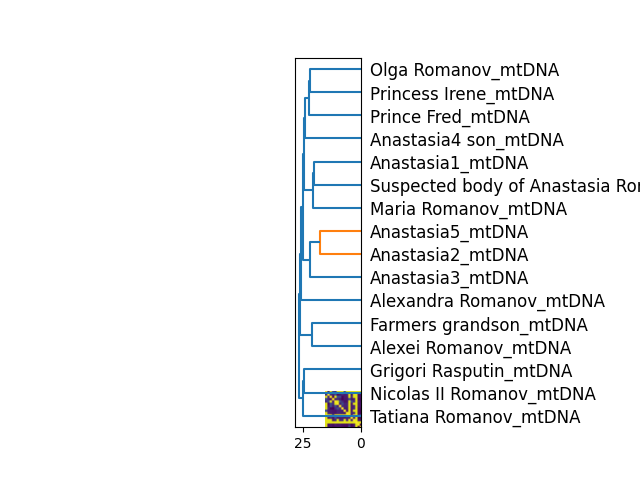 Olga Romanov_mtDNA
Princess Irene_mtDNA
Prince Fred_mtDNA
Anastasia4 son_mtDNA
Anastasia1_mtDNA
Suspected body of Anastasia
Maria Romanov_mtDNA
Anastasia5_mtDNA
Anastasia2_mtDNA
Anastasia3_mtDNA
Alexandra Romanov_mtDNA
Farmers grandson_mtDNA
Alexei Romanov_mtDNA
Grigori Rasputin_mtDNA
Nicolas II Romanov_mtDNA
Tatiana Romanov_mtDNA
25 0